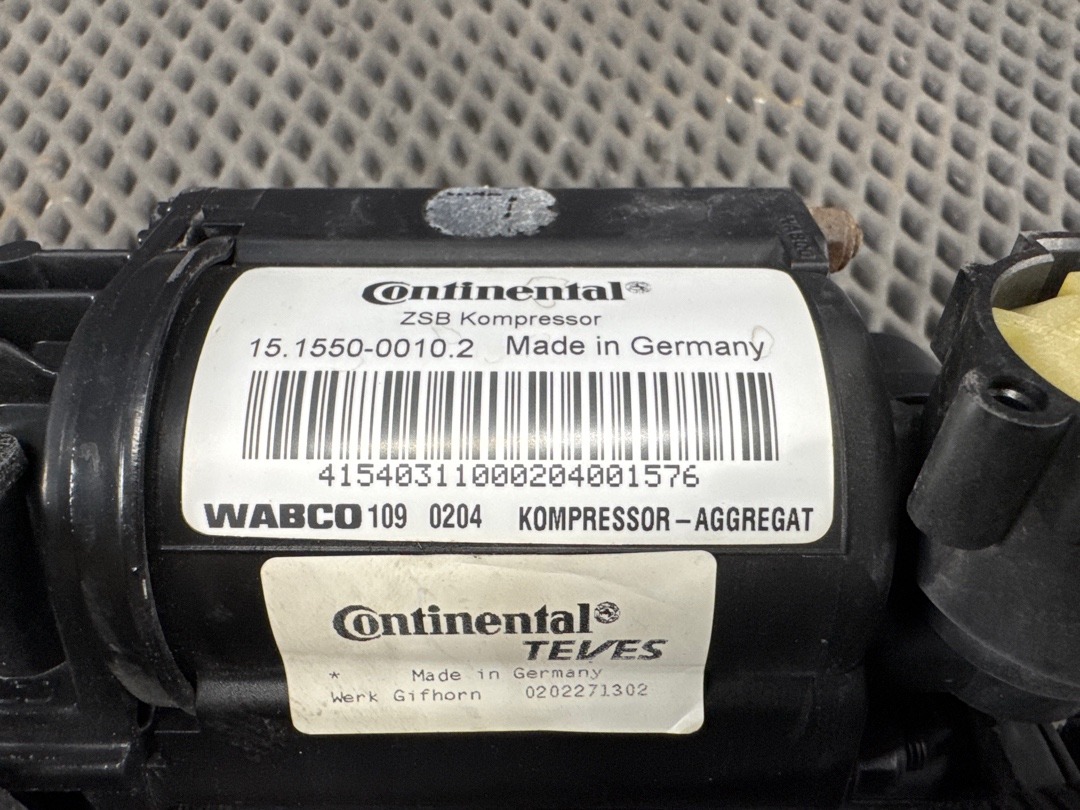 Continental
ZSB Kompressor
15.1550-0010.2 Made in Germany
41540311000204001576
WABCO 109 0204 KOMPRESSOR-AGGREGAT
Continental
TEVES
* Made in Germany
Werk Gifhorn 0202271302